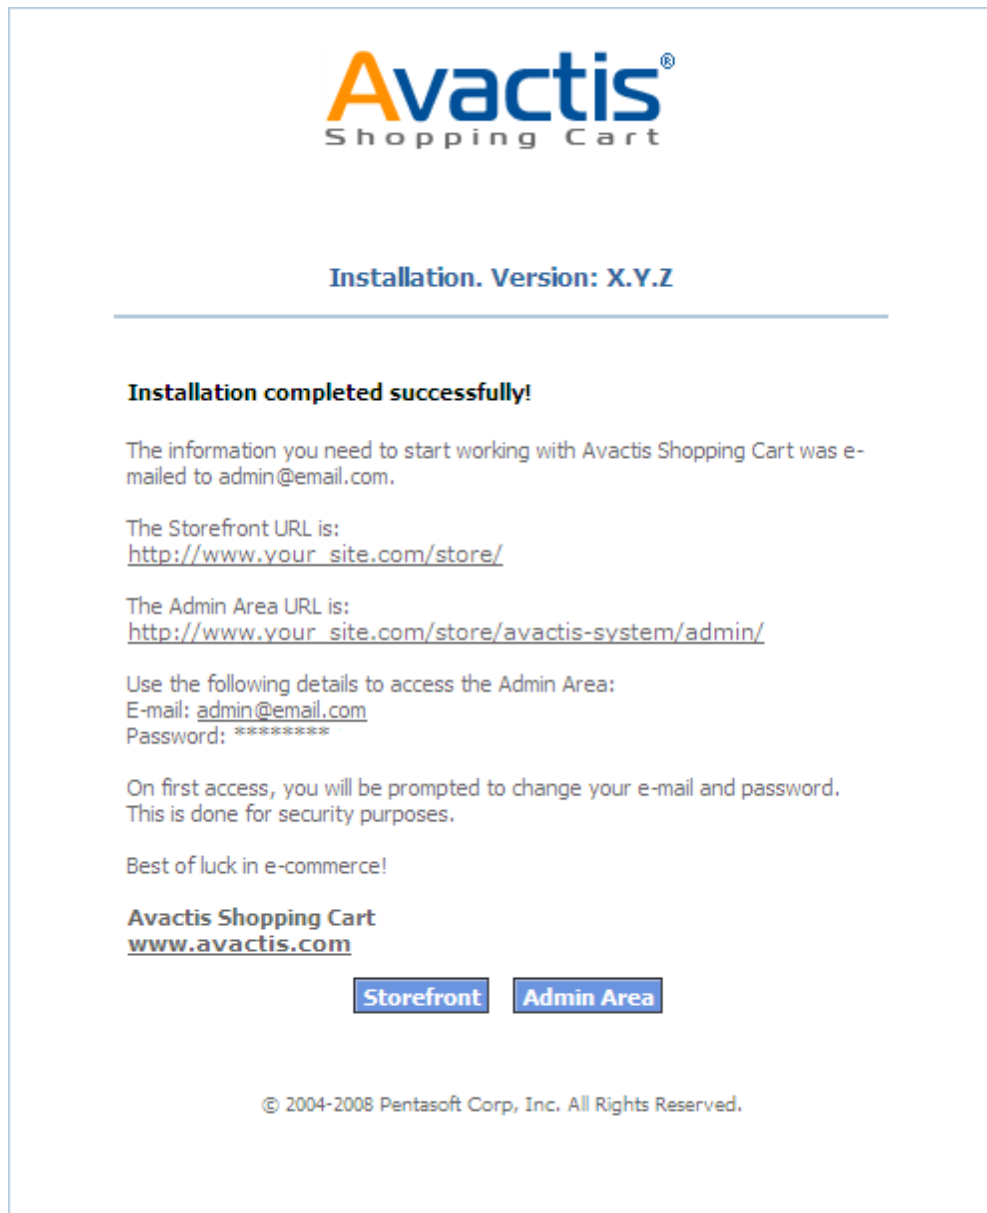 Avactis®
Shopping Cart
Installation. Version: X.Y.Z
Installation completed successfully!
The information you need to start working with Avactis Shopping Cart was e-
mailed to admin@email.com.
The Storefront URL is:
http://www.your_site.com/store/
The Admin Area URL is:
http://www.your_site.com/store/avactis-system/admin/
Use the following details to access the Admin Area:
E-mail: admin@email.com
Password: ********
On first access, you will be prompted to change your e-mail and password.
This is done for security purposes.
Best of luck in e-commerce!
Avactis Shopping Cart
www.avactis.com
Storefront Admin Area
© 2004-2008 Pentasoft Corp, Inc. All Rights Reserved.